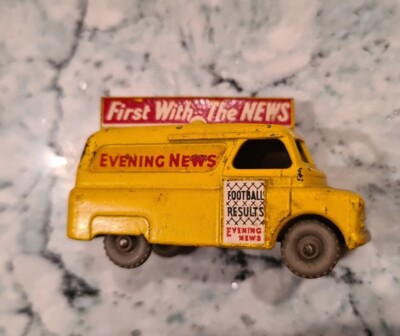 First With The NEWS
EVENING NEWS
FOOTBALL
RESULTS
EVENING
NEWS